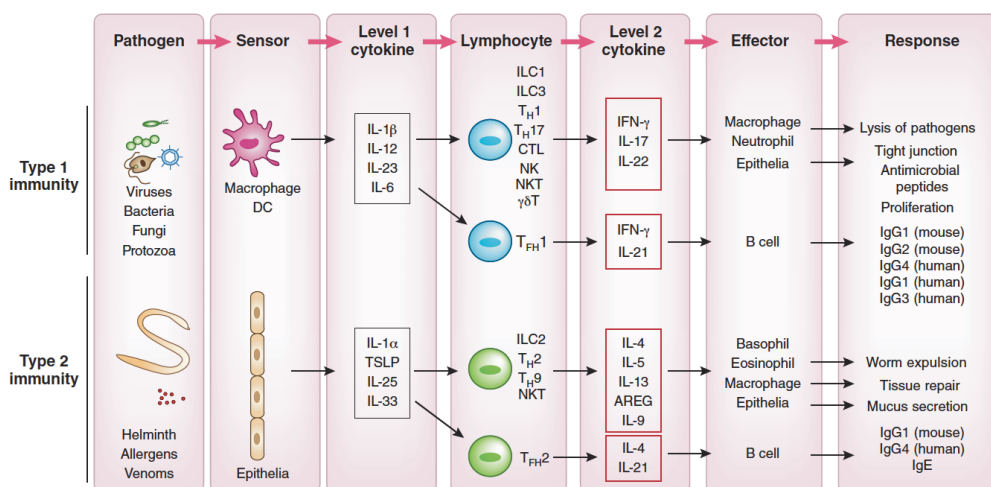 Pathogen
Sensor
Level 1
cytokine
Lymphocyte
Level 2
cytokine
Effector
Response
Type 1
immunity
Viruses
Bacteria
Fungi
Protozoa
Macrophage
DC
IL-1β
IL-12
IL-23
IL-6
ILC1
ILC3
TH1
TH17
CTL
NK
NKT
γδT
IFN-γ
IL-17
IL-22
Macrophage
Neutrophil
Epithelia
Lysis of pathogens
Tight junction
Antimicrobial
peptides
Proliferation
TFH1
IFN-γ
IL-21
B cell
IgG1 (mouse)
IgG2 (mouse)
IgG4 (human)
IgG1 (human)
IgG3 (human)
Type 2
immunity
Helminth
Allergens
Venoms
Epithelia
IL-1α
TSLP
IL-25
IL-33
ILC2
TH2
TH9
NKT
IL-4
IL-5
IL-13
AREG
IL-9
Basophil
Eosinophil
Macrophage
Epithelia
Worm expulsion
Tissue repair
Mucus secretion
TFH2
IL-4
IL-21
B cell
IgG1 (mouse)
IgG4 (human)
IgE